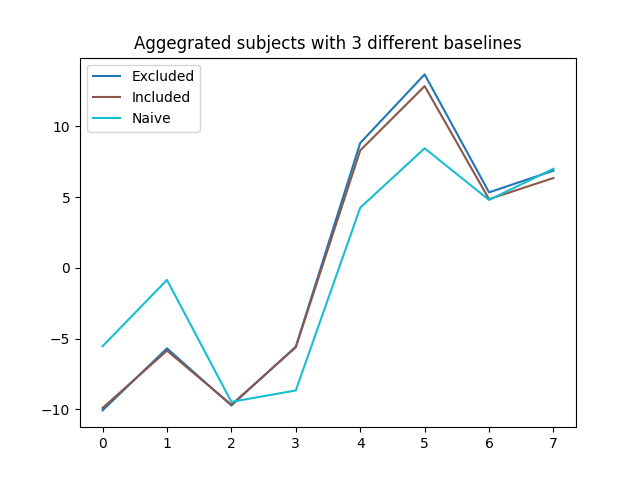 Aggegrated subjects with 3 different baselines
Excluded
Included
Naive
10
5
0
−5
−10
0 1 2 3 4 5 6 7